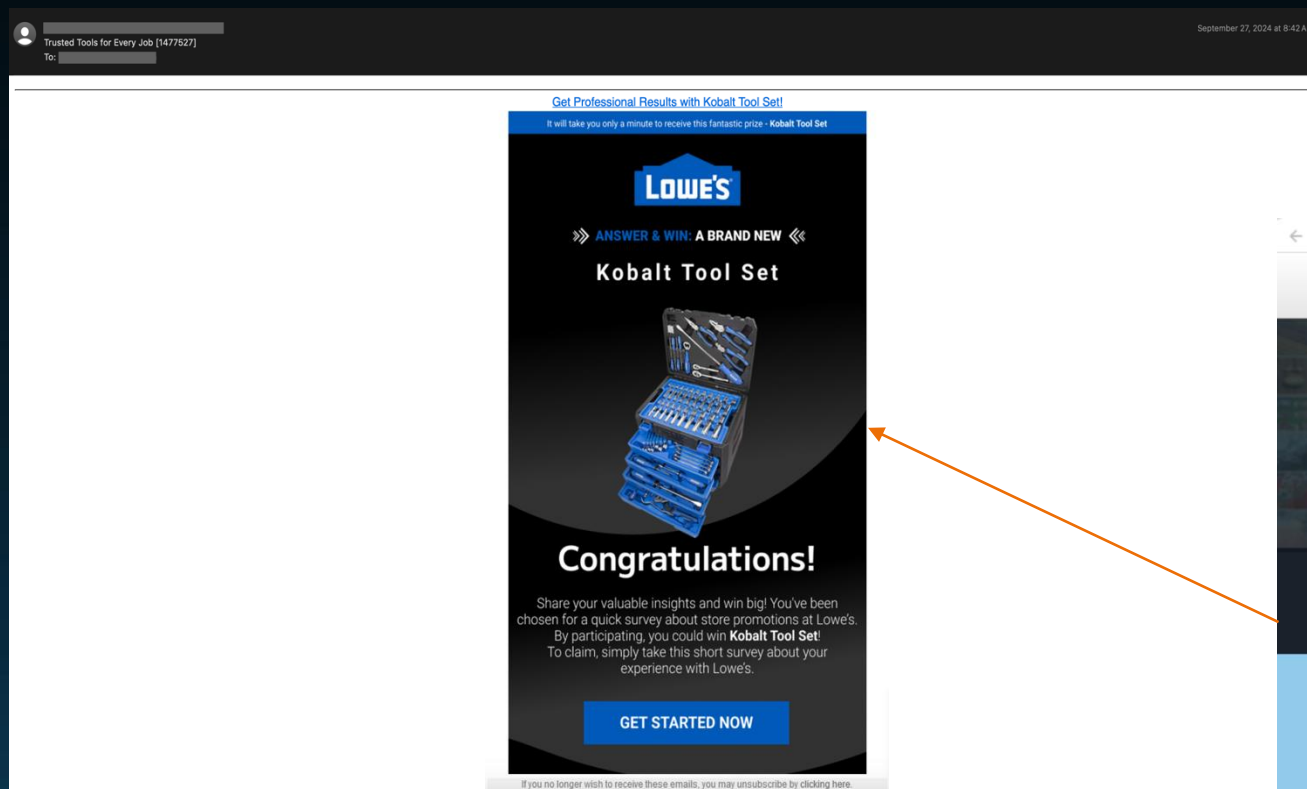 Trusted Tools for Every Job [1477527]
To:
September 27, 2024 at 8:42 A
Get Professional Results with Kobalt Tool Set!
It will take you only a minute to receive this fantastic prize - Kobalt Tool Set
LOWE'S
ANSWER & WIN: A BRAND NEW
Kobalt Tool Set
Congratulations!
Share your valuable insights and win big! You've been
chosen for a quick survey about store promotions at Lowe's.
By participating, you could win Kobalt Tool Set!
To claim, simply take this short survey about your
experience with Lowe's.
GET STARTED NOW
If you no longer wish to receive these emails, you may unsubscribe by clicking here.